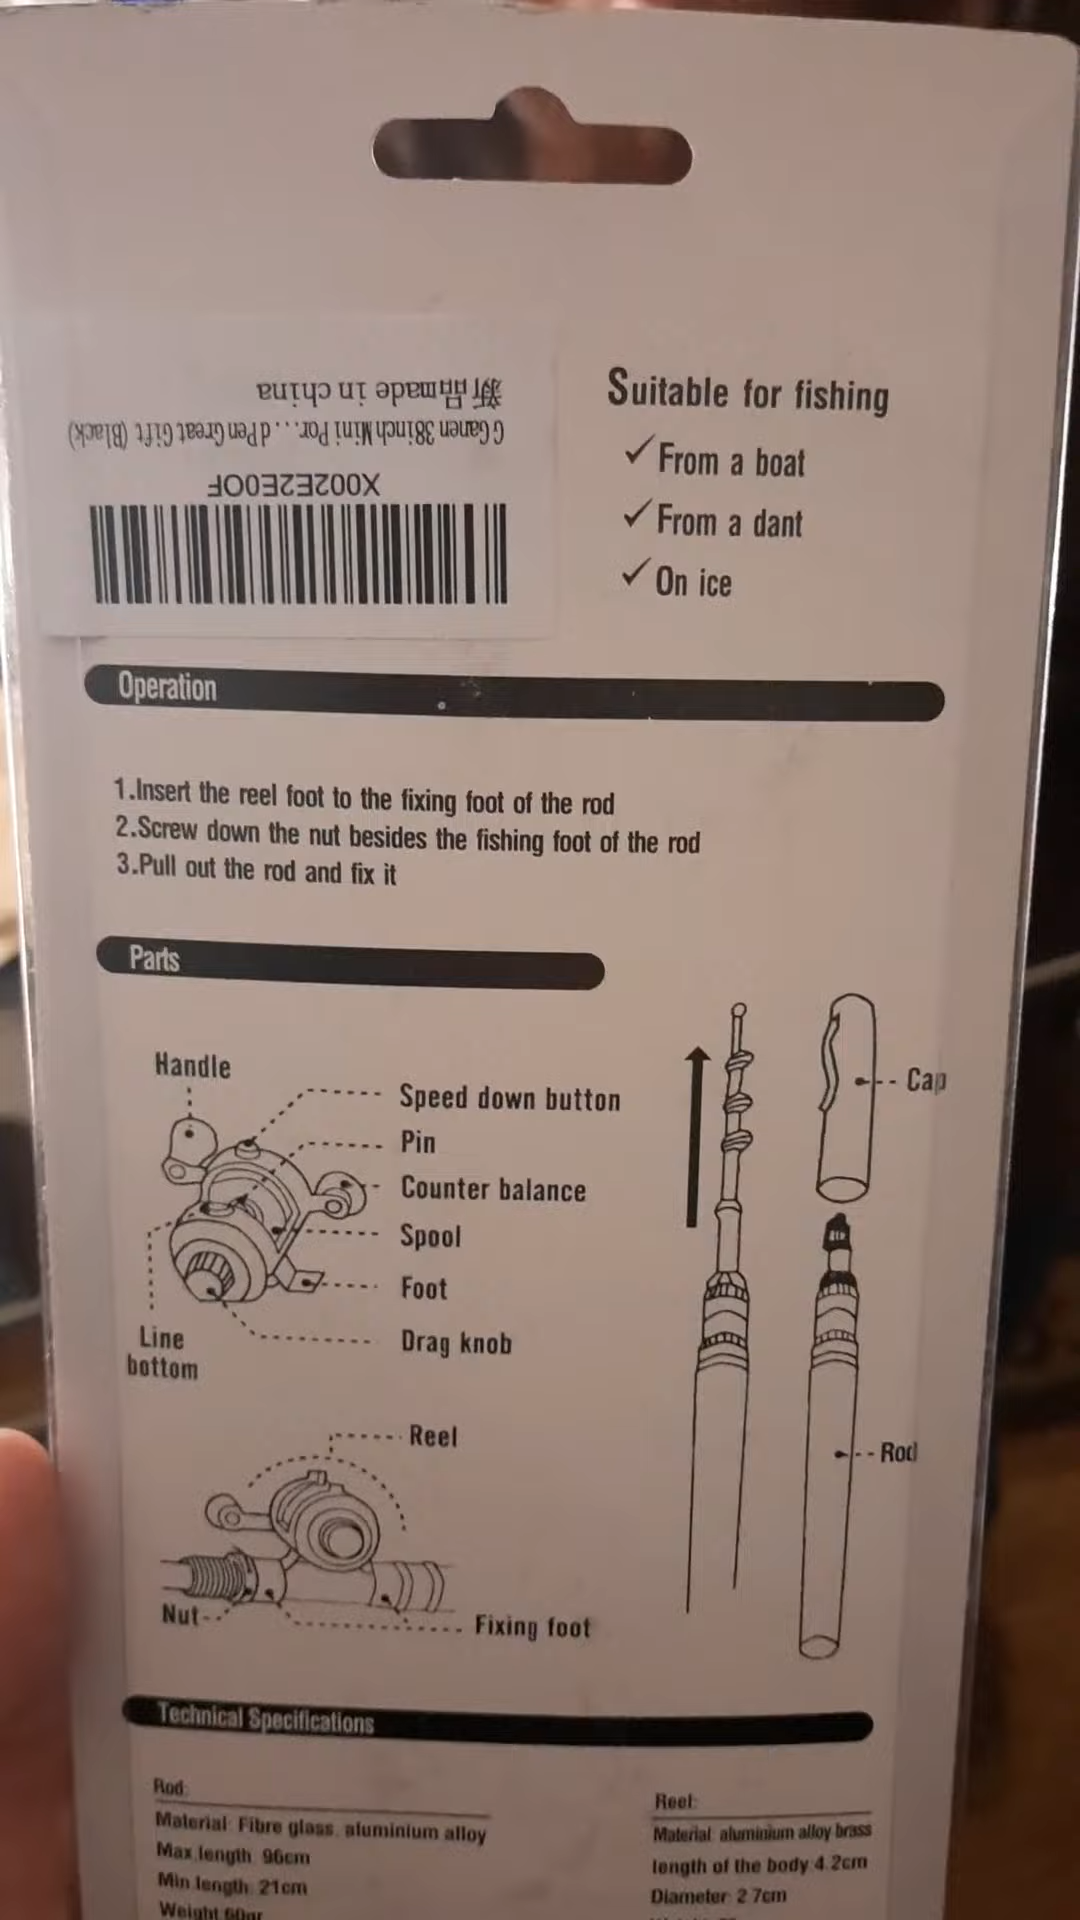 新品made in china
GGanen 38inch Mini Por... d Pen Great Gift (Black)
X002E2E0OF
Suitable for fishing
✓ From a boat
✓ From a dant
✓ On ice
Operation
1.Insert the reel foot to the fixing foot of the rod
2.Screw down the nut besides the fishing foot of the rod
3.Pull out the rod and fix it
Parts
Handle
Speed down button
Pin
Counter balance
Spool
Foot
Drag knob
Line
bottom
Cap
Rod
Reel
Nut
Fixing foot
Technical Specifications
Rod:
Material: Fibre glass, aluminium alloy
Max.length: 96cm
Min.length: 21cm
Weight:60gr
Reel:
Material: aluminium alloy brass
length of the body:4.2cm
Diameter: 2.7cm